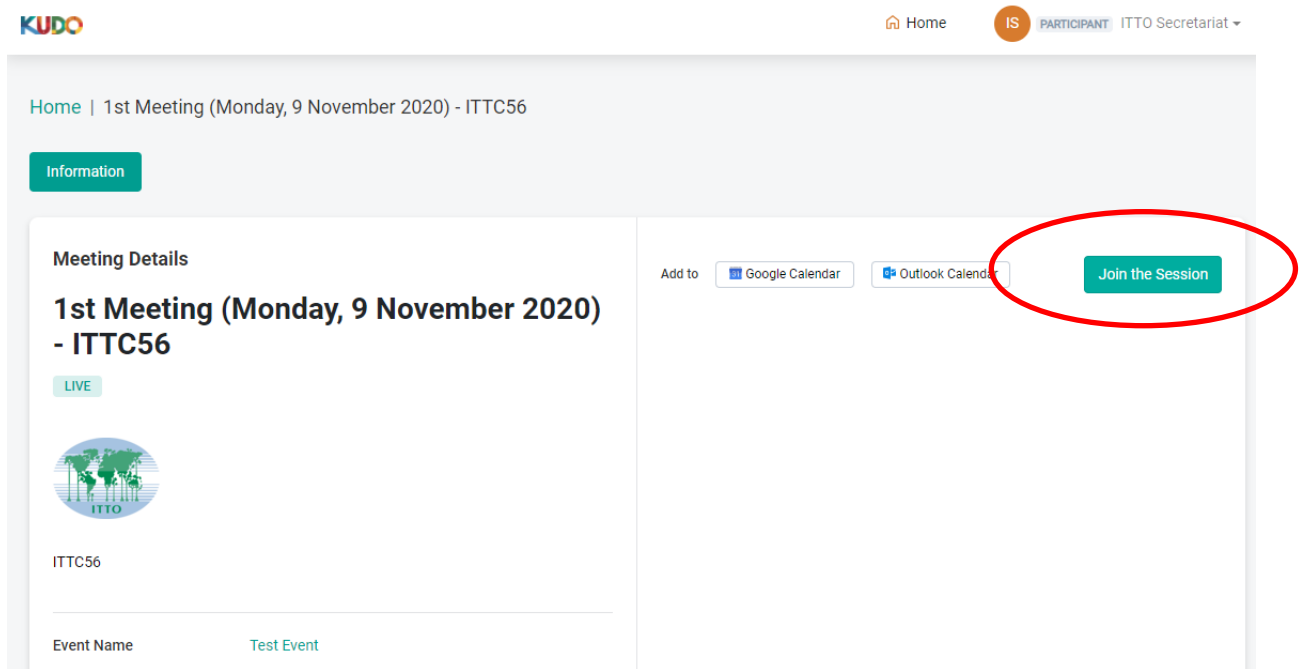 KUDO
Home
IS PARTICIPANT ITTO Secretariat
Home | 1st Meeting (Monday, 9 November 2020) - ITTC56
Information
Meeting Details
Add to 31 Google Calendar Outlook Calendar Join the Session
1st Meeting (Monday, 9 November 2020)
- ITTC56
LIVE
ITTO
ITTC56
Event Name Test Event